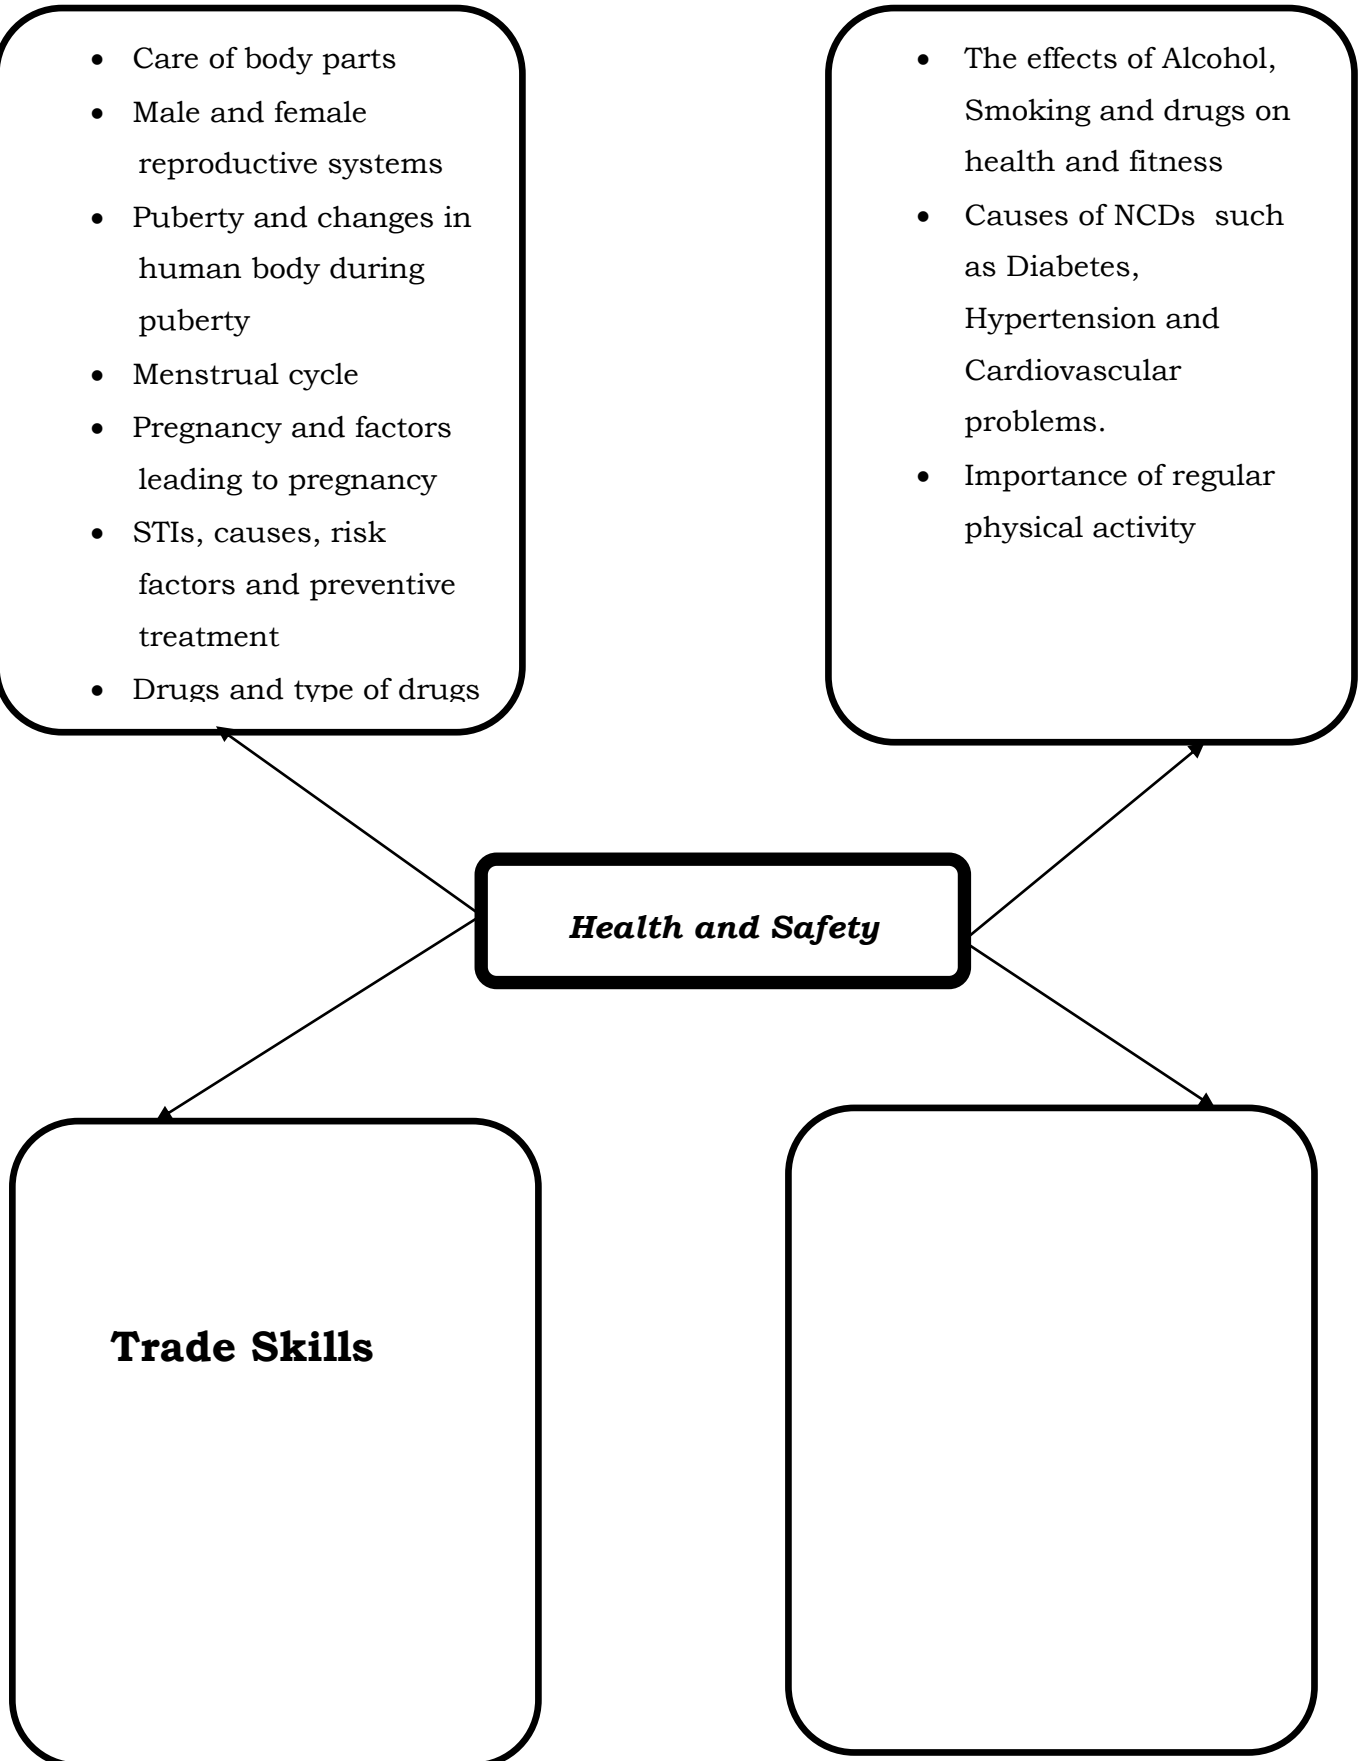 • Care of body parts
• Male and female
reproductive systems
• Puberty and changes in
human body during
puberty
• Menstrual cycle
• Pregnancy and factors
leading to pregnancy
• STIs, causes, risk
factors and preventive
treatment
• Drugs and type of drugs
• The effects of Alcohol,
Smoking and drugs on
health and fitness
• Causes of NCDs  such
as Diabetes,
Hypertension and
Cardiovascular
problems.
• Importance of regular
physical activity
Health and Safety
Trade Skills